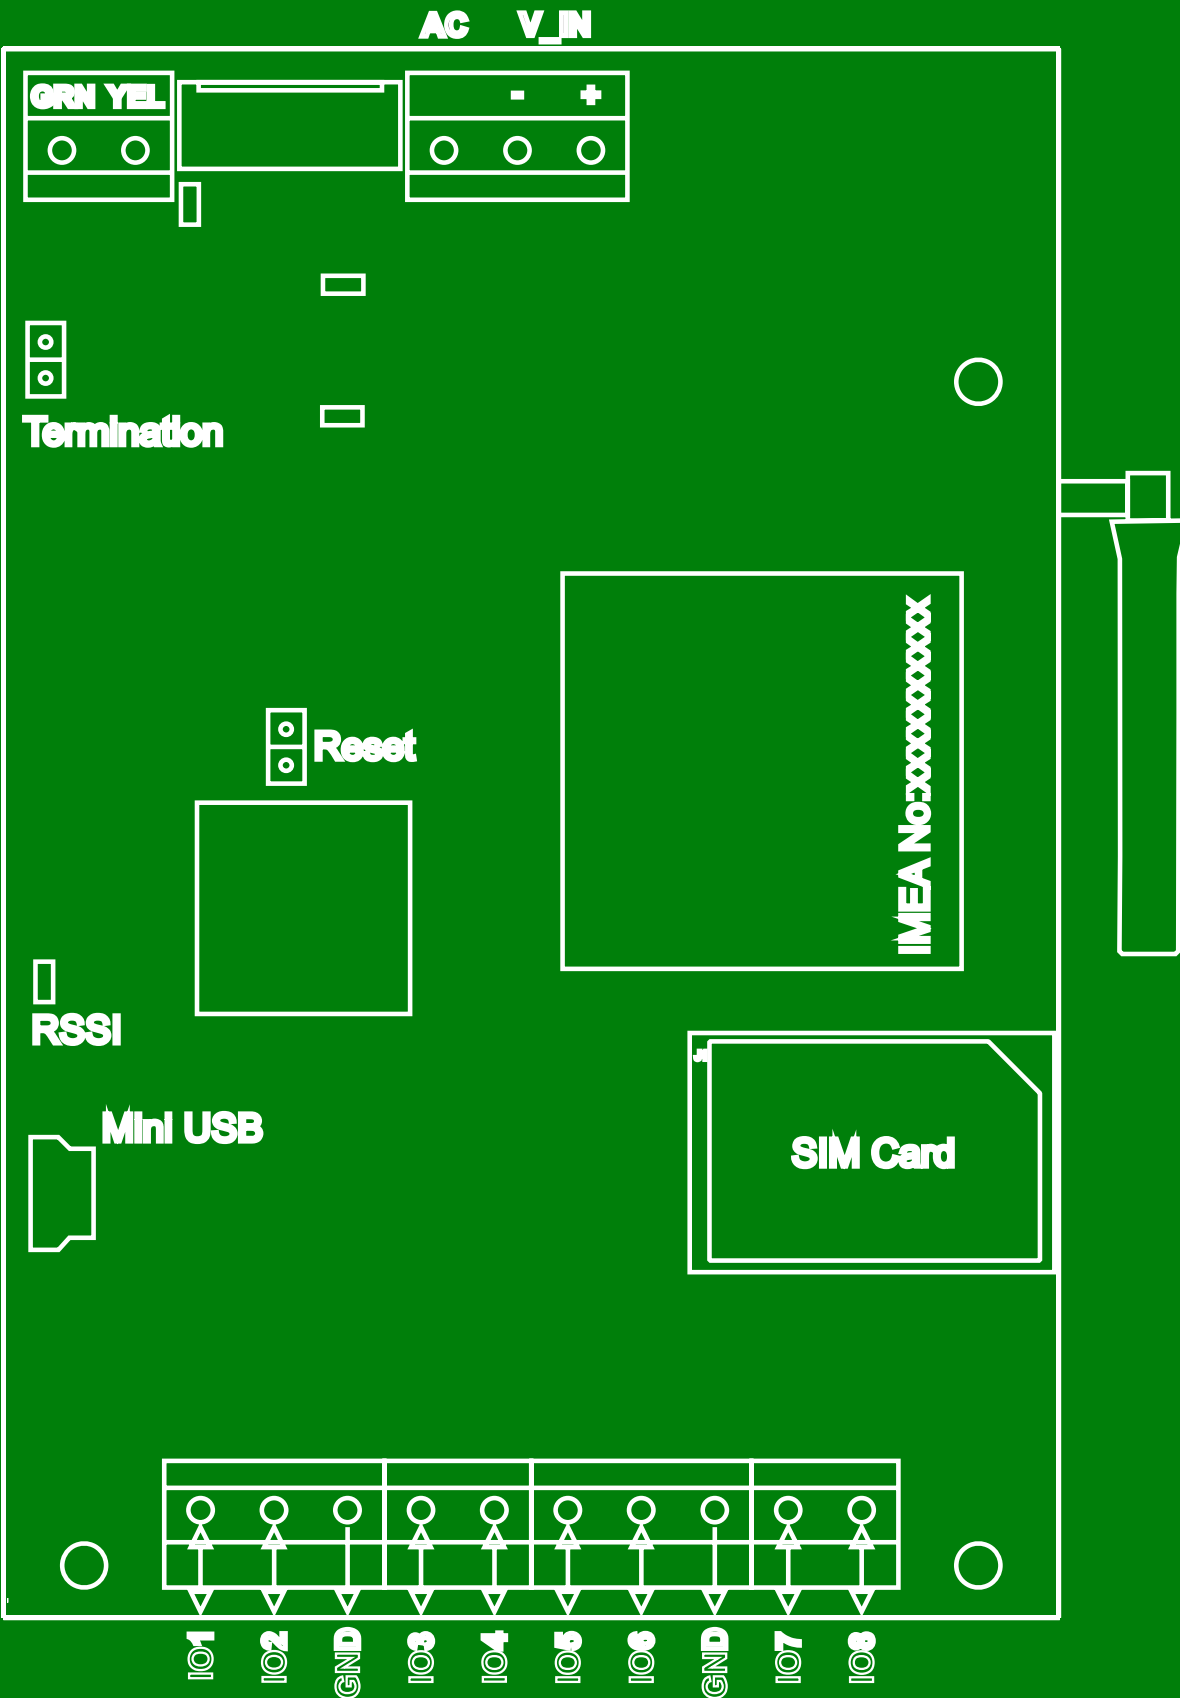 AC V_IN
GRN YEL - +
Termination
Reset
IMEA No:xxxxxxxxxx
RSSI
Mini USB
SIM Card
IO1 IO2 GND IO3 IO4 IO5 IO6 GND IO7 IO8